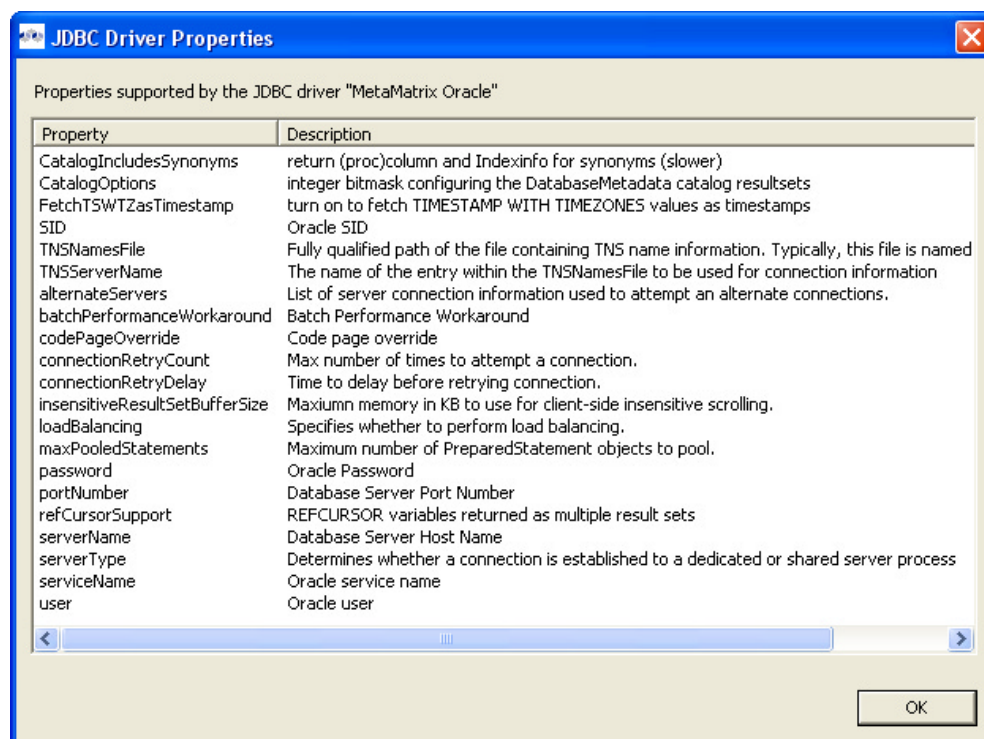 JDBC Driver Properties
Properties supported by the JDBC driver "MetaMatrix Oracle"
Property Description
CatalogIncludesSynonyms return (proc)column and Indexinfo for synonyms (slower)
CatalogOptions integer bitmask configuring the DatabaseMetadata catalog resultsets
FetchTSWTZasTimestamp turn on to fetch TIMESTAMP WITH TIMEZONES values as timestamps
SID Oracle SID
TNSNamesFile Fully qualified path of the file containing TNS name information. Typically, this file is named
TNSServerName The name of the entry within the TNSNamesFile to be used for connection information
alternateServers List of server connection information used to attempt an alternate connections.
batchPerformanceWorkaround Batch Performance Workaround
codePageOverride Code page override
connectionRetryCount Max number of times to attempt a connection.
connectionRetryDelay Time to delay before retrying connection.
insensitiveResultSetBufferSize Maxiumn memory in KB to use for client-side insensitive scrolling.
loadBalancing Specifies whether to perform load balancing.
maxPooledStatements Maximum number of PreparedStatement objects to pool.
password Oracle Password
portNumber Database Server Port Number
refCursorSupport REFCURSOR variables returned as multiple result sets
serverName Database Server Host Name
serverType Determines whether a connection is established to a dedicated or shared server process
serviceName Oracle service name
user Oracle user
OK